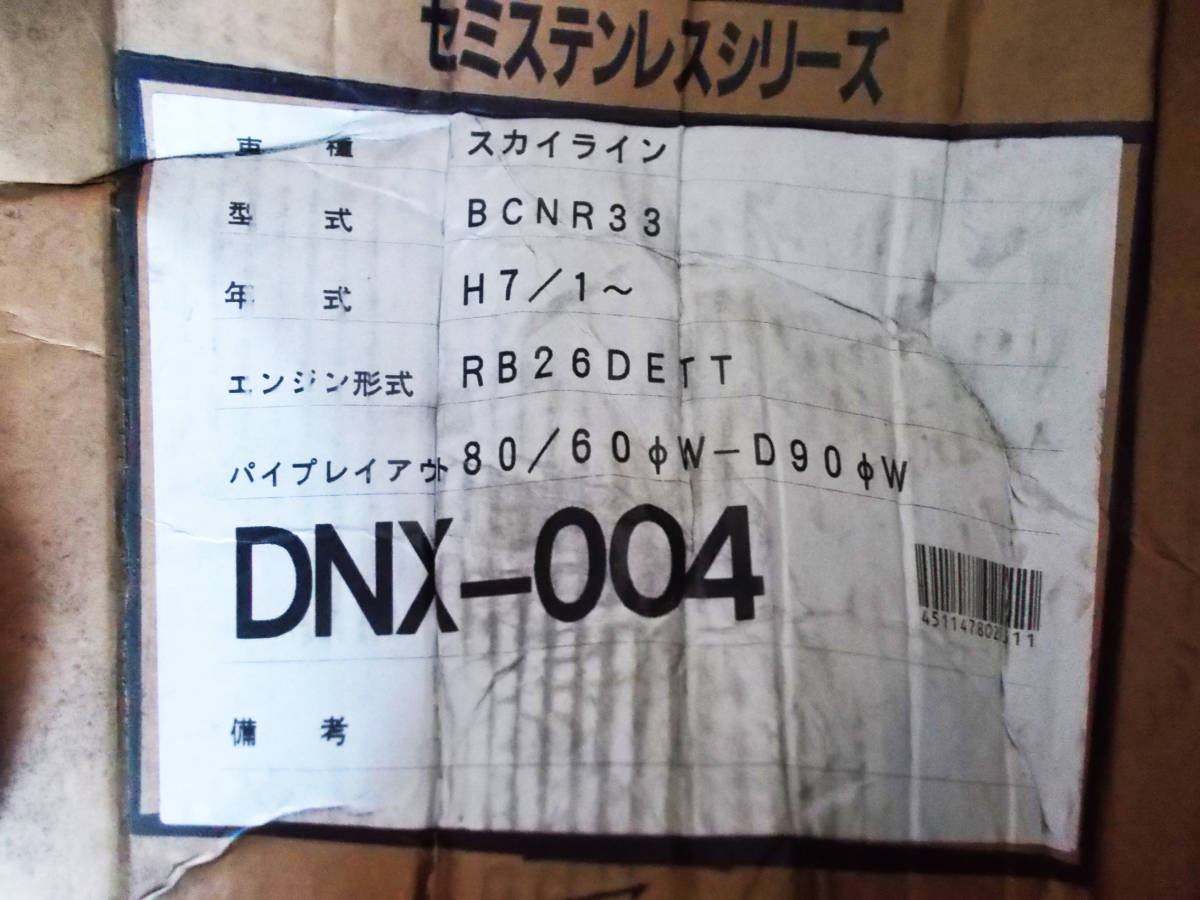 セミステンレスシリーズ
車種 スカイライン
型式 BCNR33
年式 H7/1~
エンジン形式 RB26DETT
パイプレイアウト 80/60φW-D90φW
DNX-004
備考